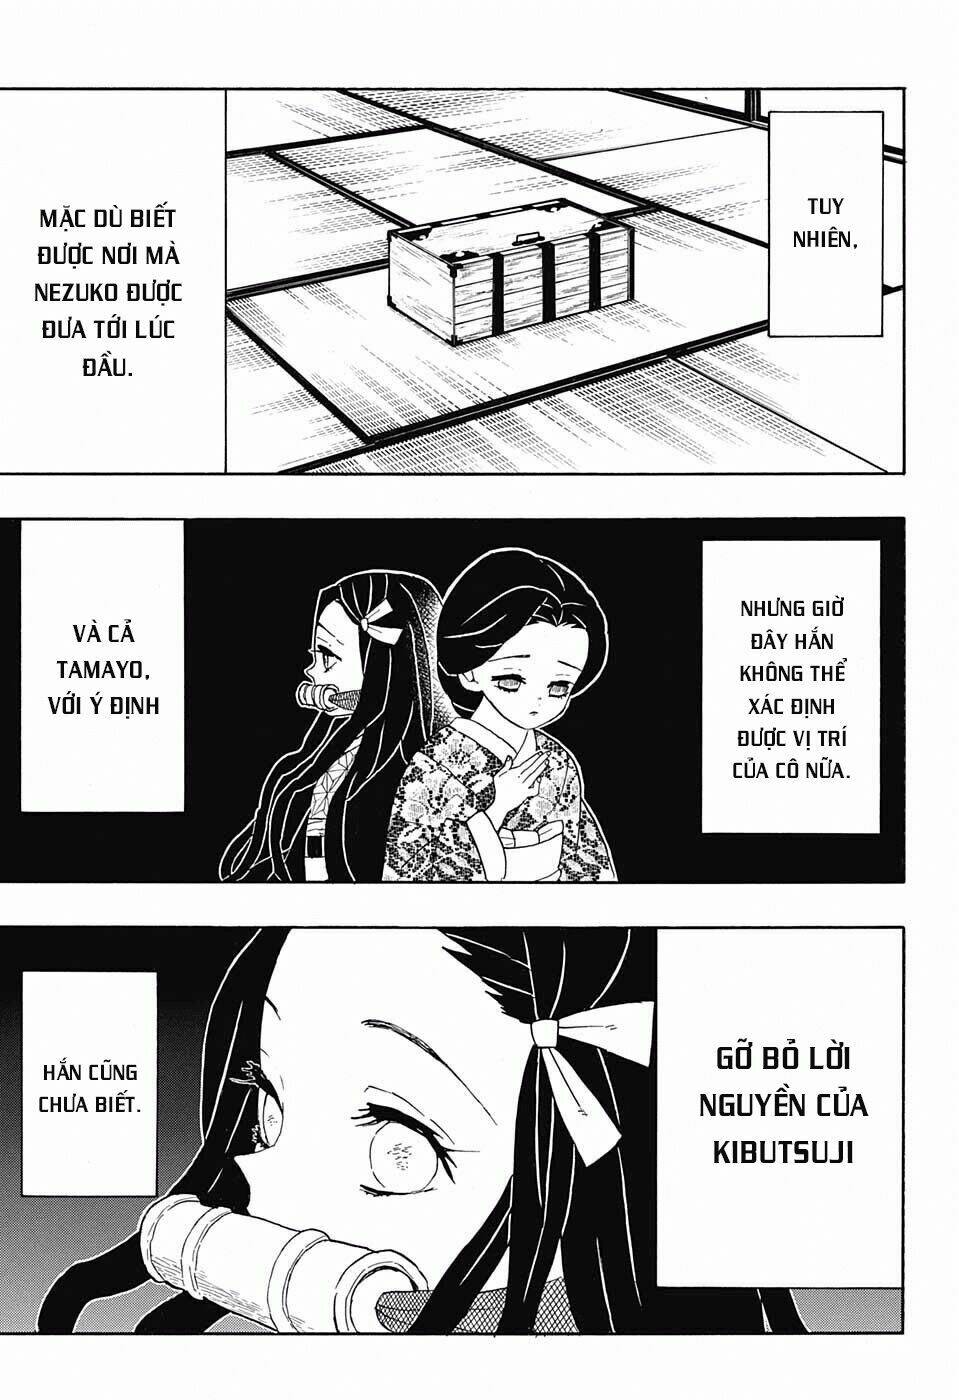 TUY
NHIÊN,
MẶC DÙ BIẾT
ĐƯỢC NƠI MÀ
NEZUKO ĐƯỢC
ĐƯA TỚI LÚC
ĐẦU.
NHƯNG GIỜ
ĐÂY HẮN
KHÔNG THỂ
XÁC ĐỊNH
ĐƯỢC VỊ TRÍ
CỦA CÔ NỮA.
VÀ CẢ
TAMAYO,
VỚI Ý ĐỊNH
GỠ BỎ LỜI
NGUYỀN CỦA
KIBUTSUJI
HẮN CŨNG
CHƯA BIẾT.